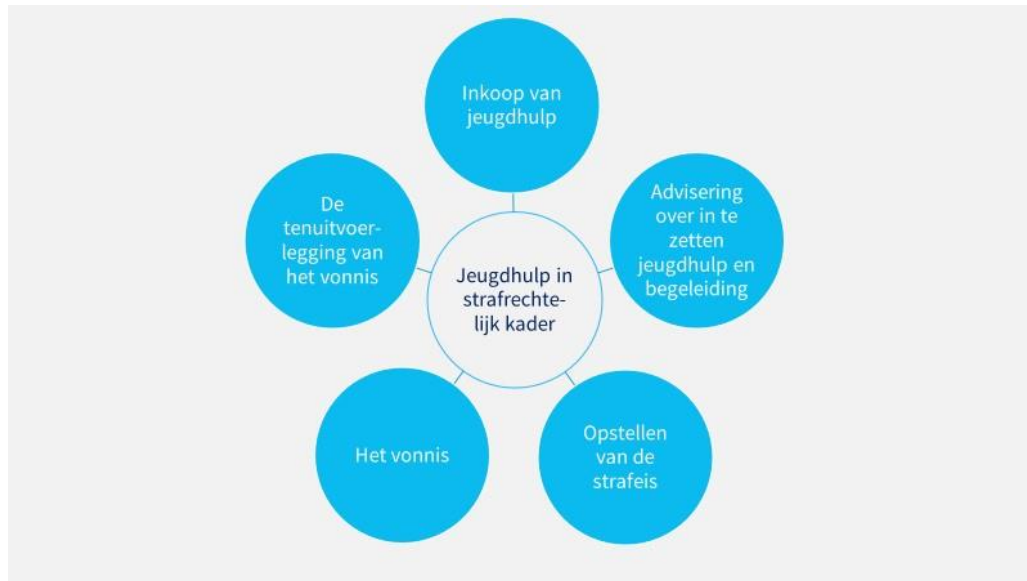 Inkoop van
jeugdhulp
Advisering
over in te
zetten
jeugdhulp en
begeleiding
Opstellen
van de
strafeis
Het vonnis
De
tenuitvoer-
legging van
het vonnis
Jeugdhulp in
strafrechte-
lijk kader